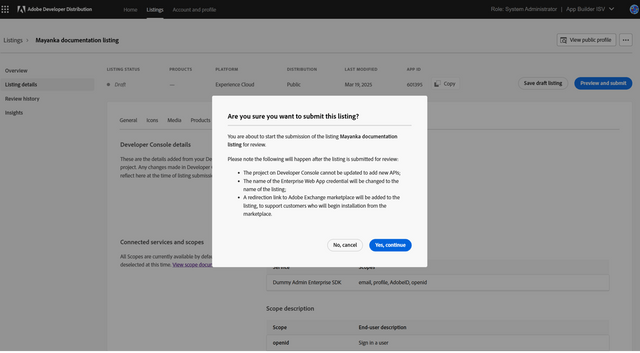 Adobe Developer Distribution
Home
Listings
Account and profile
Role: System Administrator
App Builder ISV
Listings
Mayanka documentation listing
View public profile
Overview
Listing details
Review history
Insights
LISTING STATUS
PRODUCTS
PLATFORM
DISTRIBUTION
LAST MODIFIED
APP ID
Draft
—
Experience Cloud
Public
Mar 19, 2025
601395
Copy
Save draft listing
Preview and submit
General
Icons
Media
Products
Developer Console details
These are the details added from your De
project. Any changes made in Develope
reflect here at the time of listing submission
Connected services and scopes
All Scopes are currently available by defau
deselected at this time. View scope docu
Are you sure you want to submit this listing?
You are about to start the submission of the listing Mayanka documentation
listing for review.
Please note the following will happen after the listing is submitted for review:
• The project on Developer Console cannot be updated to add new APIs;
• The name of the Enterprise Web App credential will be changed to the
name of the listing;
• A redirection link to Adobe Exchange marketplace will be added to the
listing, to support customers who will begin installation from the
marketplace.
No, cancel
Yes, continue
Service
Scopes
Dummy Admin Enterprise SDK
email, profile, AdobeID, openid
Scope description
Scope
End-user description
openid
Sign in a user